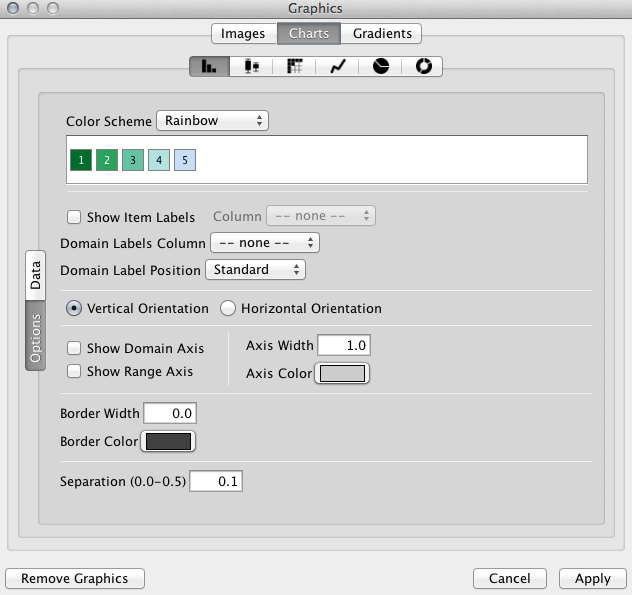 Graphics
Images Charts Gradients
Color Scheme Rainbow
1 2 3 4 5
Show Item Labels Column -- none --
Domain Labels Column -- none --
Domain Label Position Standard
Data
Options
Vertical Orientation Horizontal Orientation
Show Domain Axis Axis Width 1.0
Show Range Axis Axis Color
Border Width 0.0
Border Color
Separation (0.0-0.5) 0.1
Remove Graphics Cancel Apply